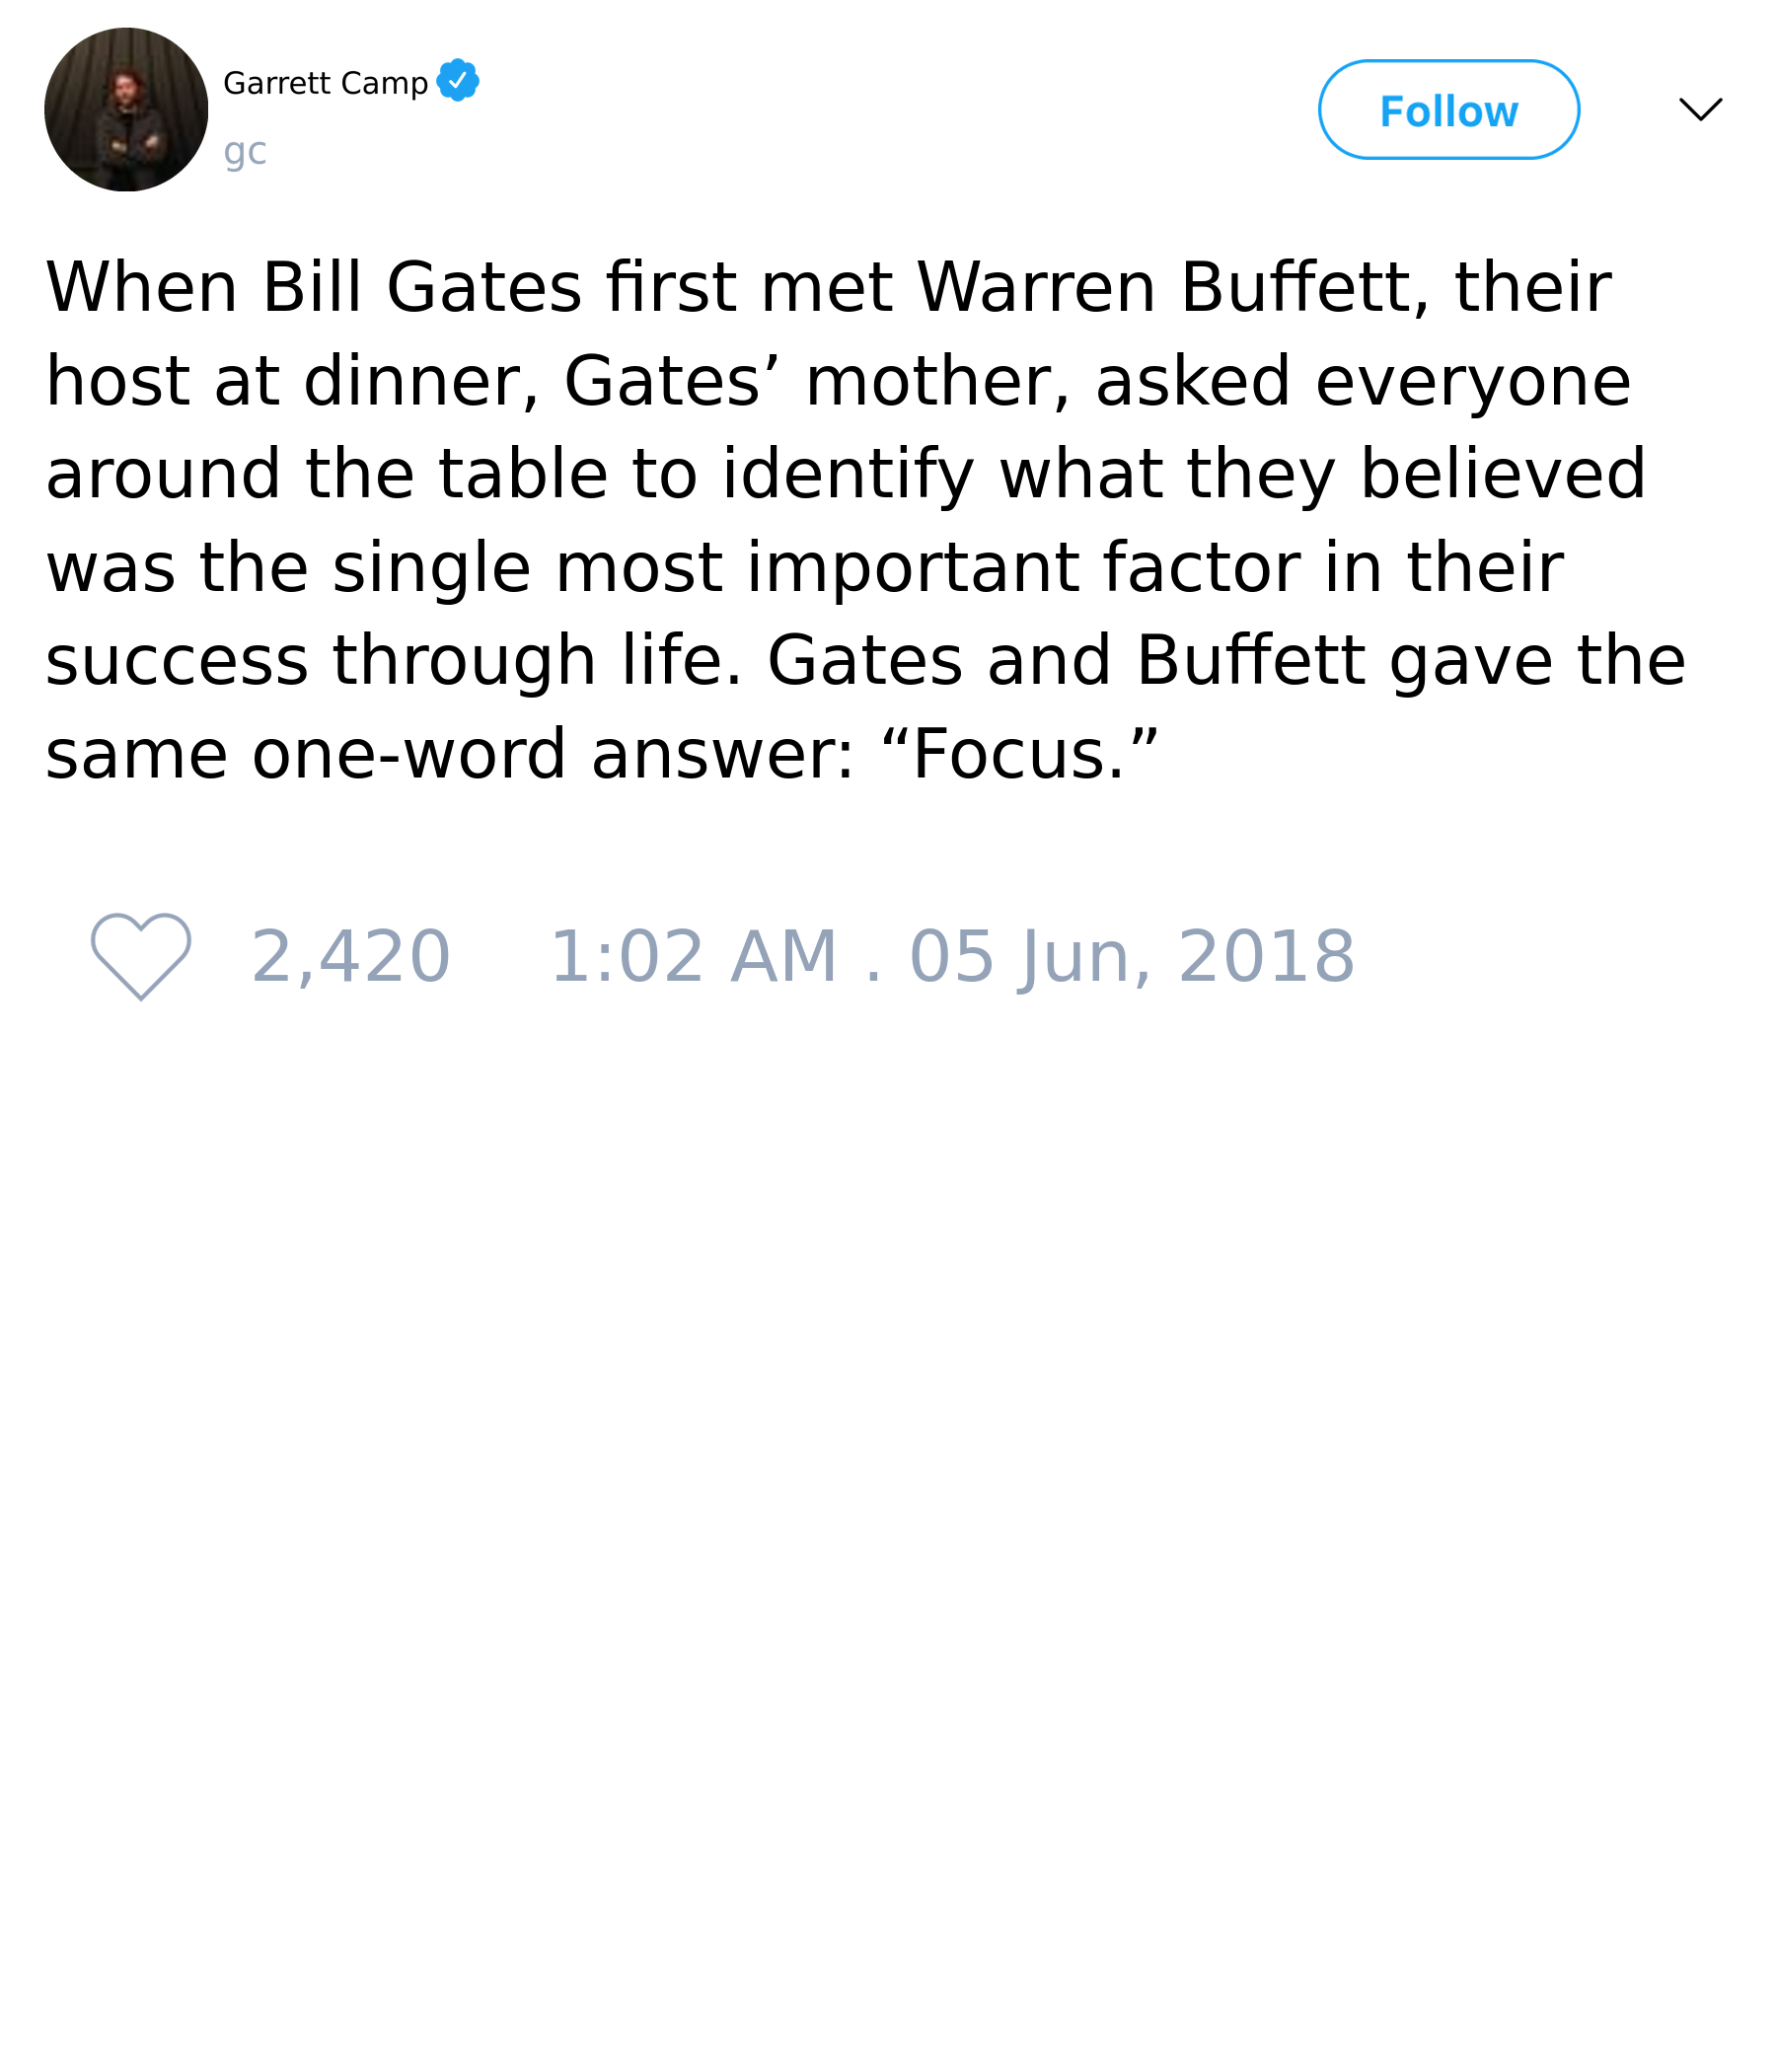 Garrett Camp
gc
Follow
When Bill Gates first met Warren Buffett, their
host at dinner, Gates’ mother, asked everyone
around the table to identify what they believed
was the single most important factor in their
success through life. Gates and Buffett gave the
same one-word answer: “Focus.”
2,420 1:02 AM . 05 Jun, 2018